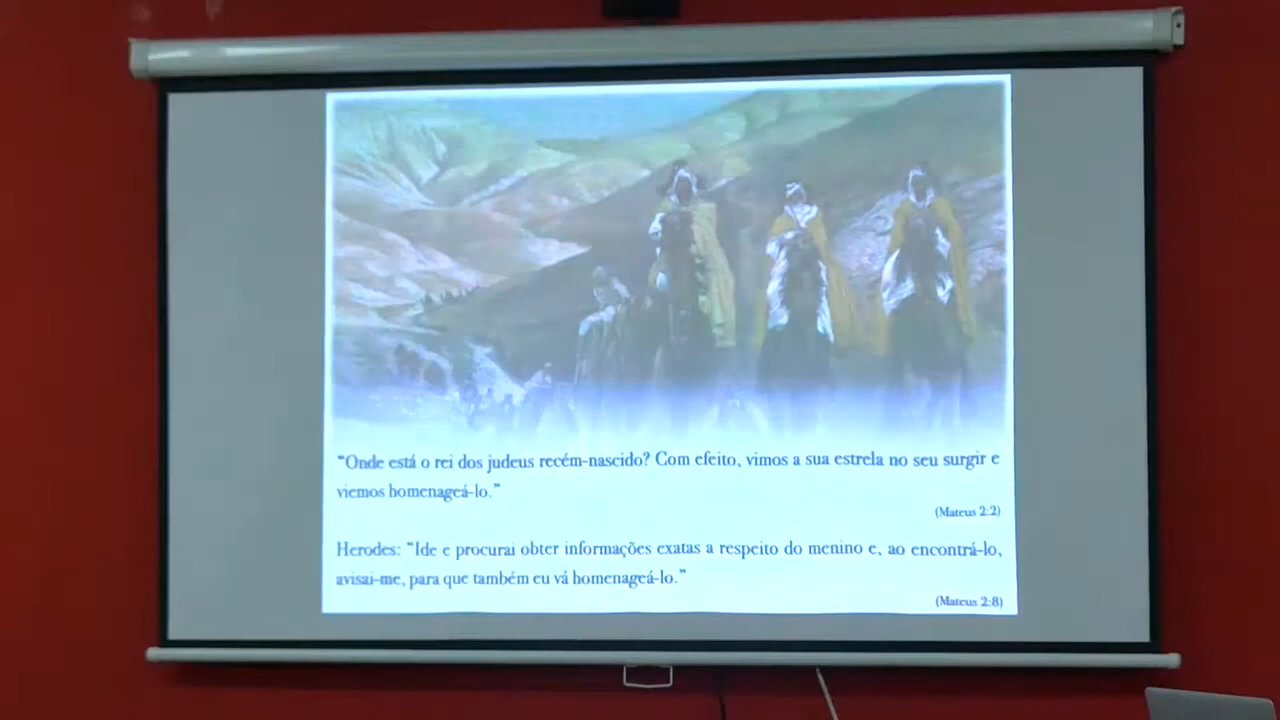 “Onde está o rei dos judeus recém-nascido? Com efeito, vimos a sua estrela no seu surgir e
viemos homenageá-lo.”
(Mateus 2:2)
Herodes: “Ide e procurai obter informações exatas a respeito do menino e, ao encontrá-lo,
avisai-me, para que também eu vá homenageá-lo.”
(Mateus 2:8)